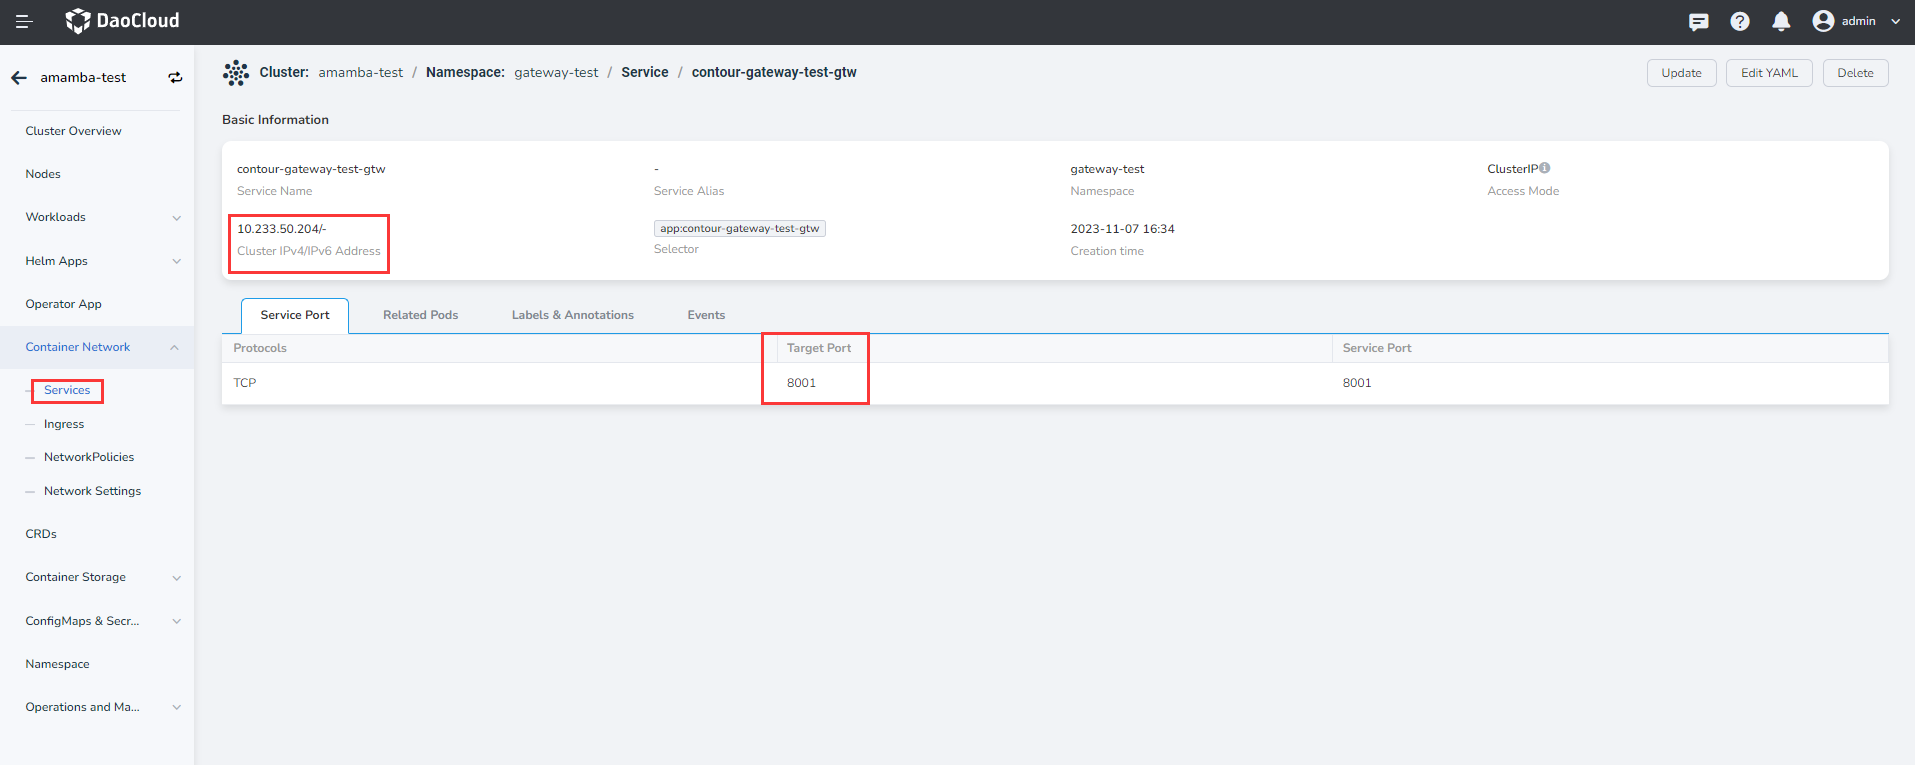 DaoCloud
admin
amamba-test
Cluster: amamba-test / Namespace: gateway-test / Service / contour-gateway-test-gtw
Update
Edit YAML
Delete
Cluster Overview
Nodes
Workloads
Helm Apps
Operator App
Container Network
Services
Ingress
NetworkPolicies
Network Settings
CRDs
Container Storage
ConfigMaps & Secr...
Namespace
Operations and Ma...
Basic Information
contour-gateway-test-gtw
Service Name
-
Service Alias
gateway-test
Namespace
ClusterIP
Access Mode
10.233.50.204/-
Cluster IPv4/IPv6 Address
app:contour-gateway-test-gtw
Selector
2023-11-07 16:34
Creation time
Service Port
Related Pods
Labels & Annotations
Events
Protocols
Target Port
Service Port
TCP
8001
8001